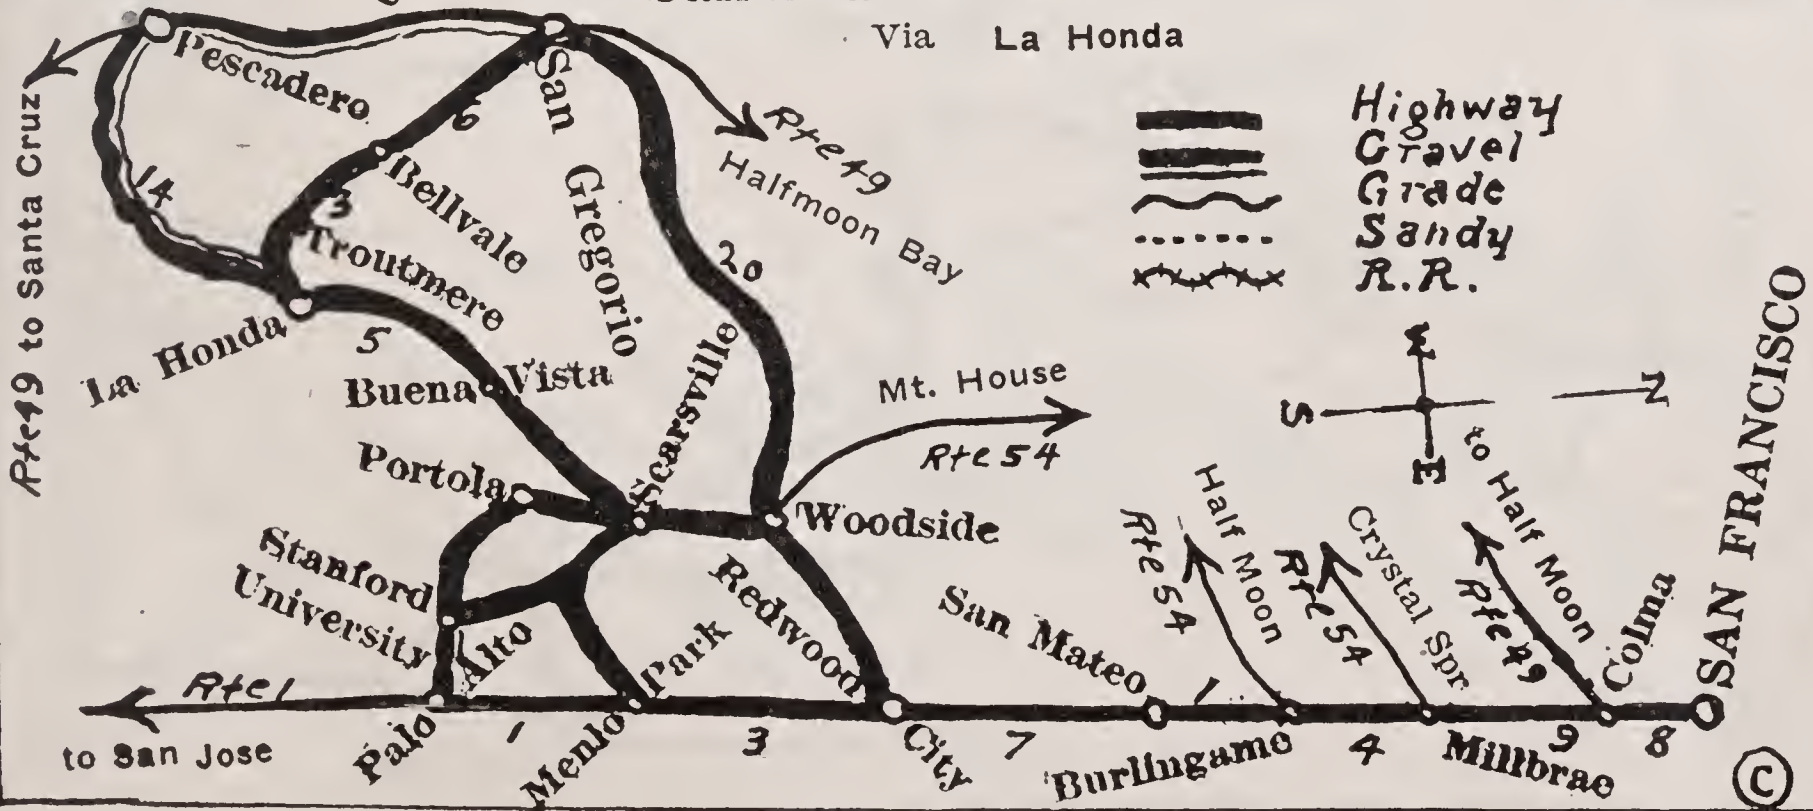 Via La Honda
Pescadero
San Gregorio
Rte 49
Halfmoon Bay
Highway
Gravel
Grade
Sandy
R.R.
Rte 49 to Santa Cruz
14
6
Bellvale
3
Troutmere
20
La Honda
5
Buena Vista
Searsville
Mt. House
Rte 54
W
S
N
E
Portola
Woodside
Stanford
University
Redwood
City
San Mateo
Rte 54
Half Moon
Rte 54
Crystal Spr
Rte 49
to Half Moon
Colma
SAN FRANCISCO
Rte 1
to San Jose
Palo Alto
1
Menlo Park
3
7
1
Burlingame
4
Millbrae
9
8
C